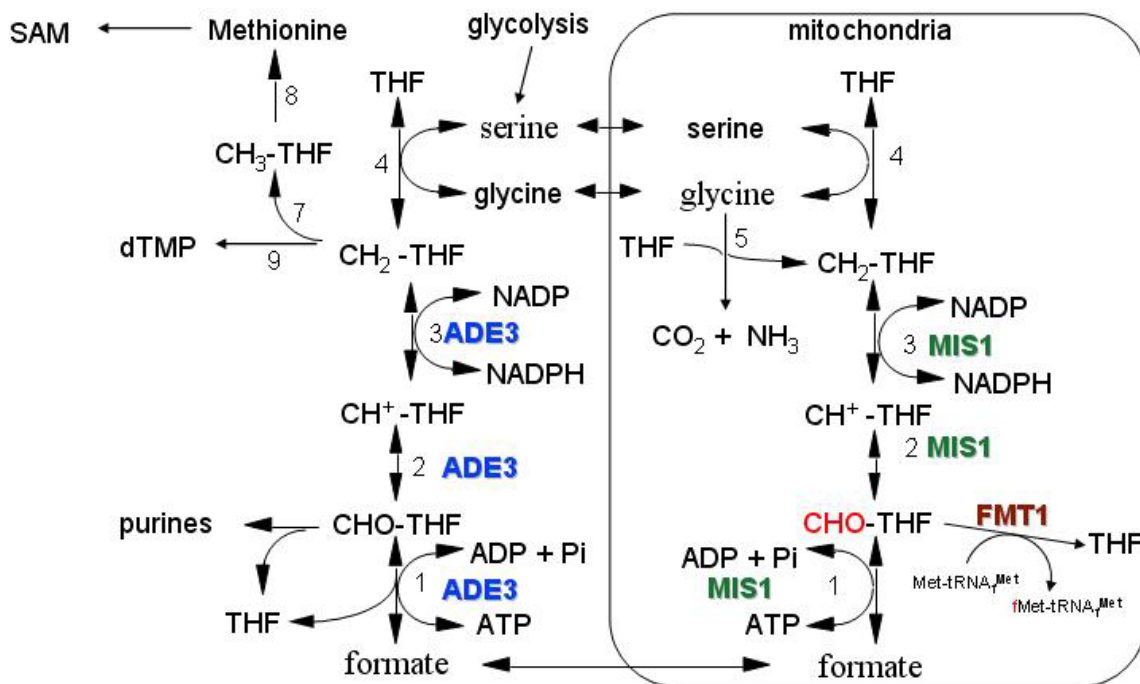 SAM
Methionine
glycolysis
mitochondria
THF
THF
8
serine
serine
CH₃-THF
4
4
glycine
glycine
7
dTMP
9
CH₂ -THF
THF
5
CH₂-THF
NADP
NADP
3 ADE3
CO₂ + NH₃
3 MIS1
NADPH
NADPH
CH⁺ -THF
CH⁺ -THF
2 ADE3
2 MIS1
purines
CHO-THF
CHO-THF
FMT1
THF
ADP + Pi
ADP + Pi
1 ADE3
MIS1
1
Met-tRNAfMet
fMet-tRNAfMet
THF
ATP
ATP
formate
formate